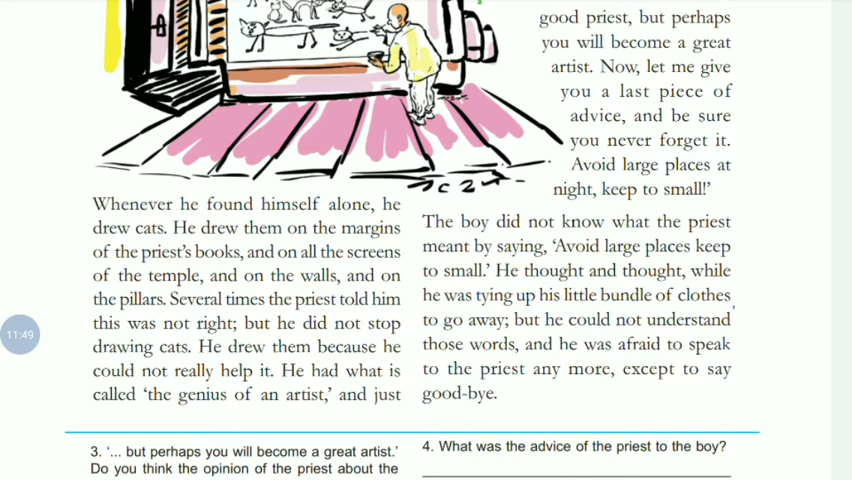 good priest, but perhaps
you will become a great
artist. Now, let me give
you a last piece of
advice, and be sure
you never forget it.
Avoid large places at
night, keep to small!’
Whenever he found himself alone, he
drew cats. He drew them on the margins
of the priest’s books, and on all the screens
of the temple, and on the walls, and on
the pillars. Several times the priest told him
this was not right; but he did not stop
drawing cats. He drew them because he
could not really help it. He had what is
called ‘the genius of an artist,’ and just
The boy did not know what the priest
meant by saying, ‘Avoid large places keep
to small.’ He thought and thought, while
he was tying up his little bundle of clothes
to go away; but he could not understand
those words, and he was afraid to speak
to the priest any more, except to say
good-bye.
11:49
3. ‘... but perhaps you will become a great artist.’
Do you think the opinion of the priest about the
4. What was the advice of the priest to the boy?